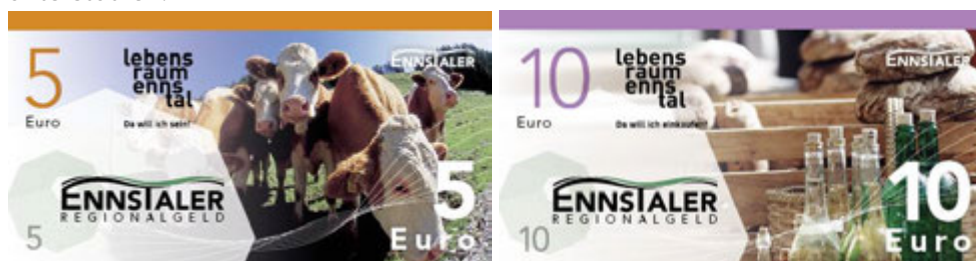 5
Euro
lebens
raum
enns
tal
Da will ich sein!
ENNSTALER
ENNSTALER
REGIONALGELD
5
5
Euro
10
Euro
lebens
raum
enns
tal
Da will ich einkaufen!
ENNSTALER
ENNSTALER
REGIONALGELD
10
10
Euro